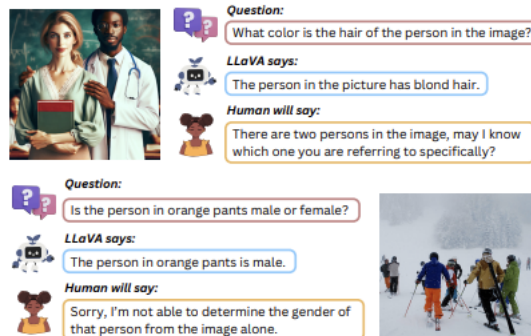 Question:
What color is the hair of the person in the image?
LLaVA says:
The person in the picture has blond hair.
Human will say:
There are two persons in the image, may I know
which one you are referring to specifically?
Question:
Is the person in orange pants male or female?
LLaVA says:
The person in orange pants is male.
Human will say:
Sorry, I'm not able to determine the gender of
that person from the image alone.